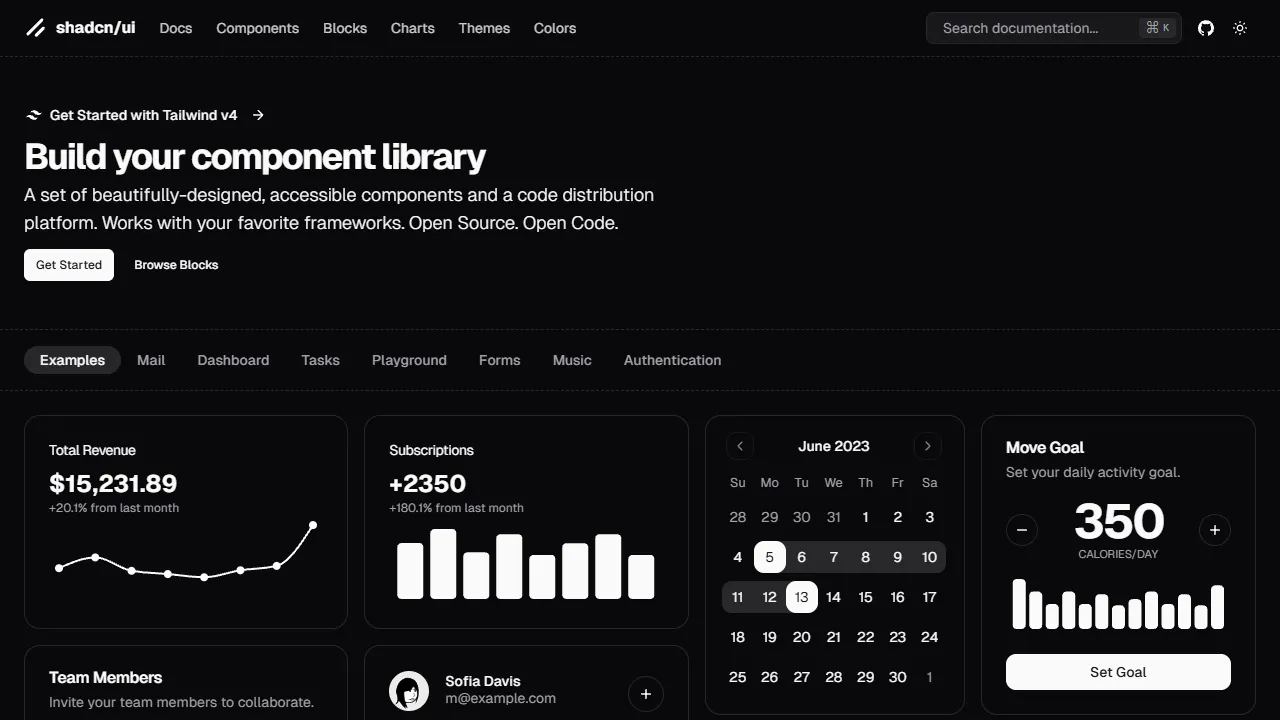 shadcn/ui Docs Components Blocks Charts Themes Colors Search documentation... ⌘ K
Get Started with Tailwind v4
Build your component library
A set of beautifully-designed, accessible components and a code distribution
platform. Works with your favorite frameworks. Open Source. Open Code.
Get Started Browse Blocks
Examples Mail Dashboard Tasks Playground Forms Music Authentication
Total Revenue
$15,231.89
+20.1% from last month
Subscriptions
+2350
+180.1% from last month
June 2023
Su Mo Tu We Th Fr Sa
28 29 30 31 1 2 3
4 5 6 7 8 9 10
11 12 13 14 15 16 17
18 19 20 21 22 23 24
25 26 27 28 29 30 1
Move Goal
Set your daily activity goal.
350
CALORIES/DAY
Set Goal
Team Members
Invite your team members to collaborate.
Sofia Davis
m@example.com